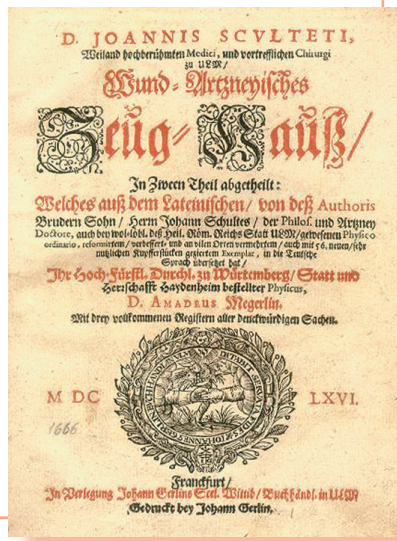 D. JOANNIS SCVLTETI,
Weiland hochberühmten Medici, und vortrefflichen Chirurgi
zu ULM/
Wund-Artzneyisches
Zeüg-Hauß/
In Zween Theil abgetheilt:
Welches auß dem Lateinischen/ von deß Authoris
Brudern Sohn/ Herrn Johann Schultes/ der Philos. und Artzney
Doctore, auch bey wol-löbl. deß Heil. Röm. Reichs Statt ULM/ gewesenen Physico
ordinario, reformirtem/ verbessert- und an vilen Orten vermehrtem/ auch mit 56. neuen/ sehr
nutzlichen Kupfferstücken geziertem Exemplar, in die Teutsche
Sprach übersetzet hat/
Ihr Hoch-Fürstl. Durchl. zu Würtemberg/ Statt und
Herrschafft Haydenheim bestellter Physicus,
D. AMADEUS Megerlin.
Mit drey vollkommenen Registern aller denckwürdigen Sachen.
M DC LXVI.
1666
Franckfurt/
In Verlegung Johann Gerlins Seel. Wittib/ Buchhändl. in ULM
Gedruckt bey Johann Gerlin.